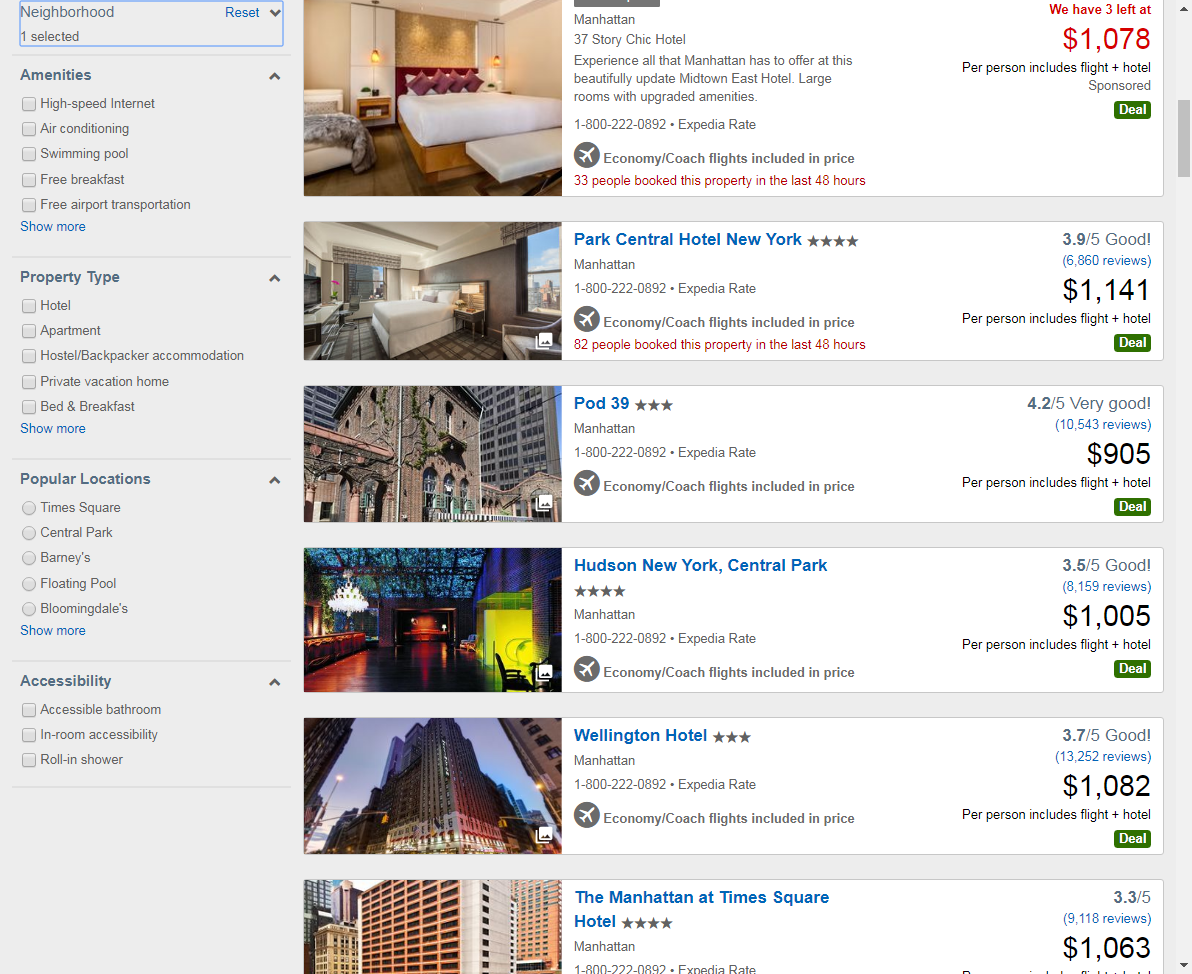 Neighborhood Reset
1 selected
Amenities
High-speed Internet
Air conditioning
Swimming pool
Free breakfast
Free airport transportation
Show more
Property Type
Hotel
Apartment
Hostel/Backpacker accommodation
Private vacation home
Bed & Breakfast
Show more
Popular Locations
Times Square
Central Park
Barney's
Floating Pool
Bloomingdale's
Show more
Accessibility
Accessible bathroom
In-room accessibility
Roll-in shower
Manhattan
37 Story Chic Hotel
Experience all that Manhattan has to offer at this
beautifully update Midtown East Hotel. Large
rooms with upgraded amenities.
1-800-222-0892 • Expedia Rate
Economy/Coach flights included in price
33 people booked this property in the last 48 hours
We have 3 left at
$1,078
Per person includes flight + hotel
Sponsored
Deal
Park Central Hotel New York
Manhattan
1-800-222-0892 • Expedia Rate
Economy/Coach flights included in price
82 people booked this property in the last 48 hours
3.9/5 Good!
(6,860 reviews)
$1,141
Per person includes flight + hotel
Deal
Pod 39
Manhattan
1-800-222-0892 • Expedia Rate
Economy/Coach flights included in price
4.2/5 Very good!
(10,543 reviews)
$905
Per person includes flight + hotel
Deal
Hudson New York, Central Park
Manhattan
1-800-222-0892 • Expedia Rate
Economy/Coach flights included in price
3.5/5 Good!
(8,159 reviews)
$1,005
Per person includes flight + hotel
Deal
Wellington Hotel
Manhattan
1-800-222-0892 • Expedia Rate
Economy/Coach flights included in price
3.7/5 Good!
(13,252 reviews)
$1,082
Per person includes flight + hotel
Deal
The Manhattan at Times Square
Hotel
Manhattan
1-800-222-0892 • Expedia Rate
3.3/5
(9,118 reviews)
$1,063